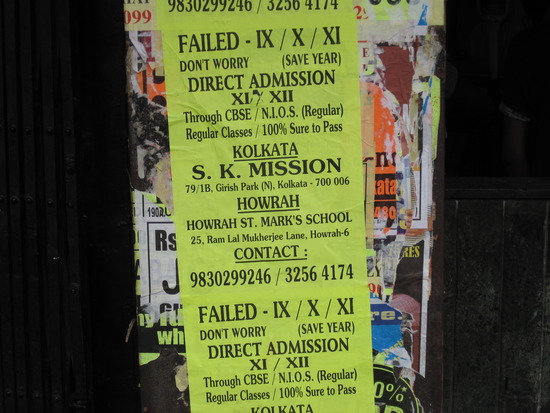 9830299246 / 3256 4174
099
FAILED - IX / X / XI
DON'T WORRY (SAVE YEAR)
DIRECT ADMISSION
XI / XII
Through CBSE / N.I.O.S. (Regular)
Regular Classes / 100% Sure to Pass
KOLKATA
S. K. MISSION
79/1B, Girish Park (N), Kolkata - 700 006
HOWRAH
HOWRAH ST. MARK'S SCHOOL
25, Ram Lal Mukherjee Lane, Howrah-6
CONTACT :
9830299246 / 3256 4174
Rs
FAILED - IX / X / XI
DON'T WORRY (SAVE YEAR)
DIRECT ADMISSION
XI / XII
Through CBSE / N.I.O.S. (Regular)
Regular Classes / 100% Sure to Pass
KOLKATA